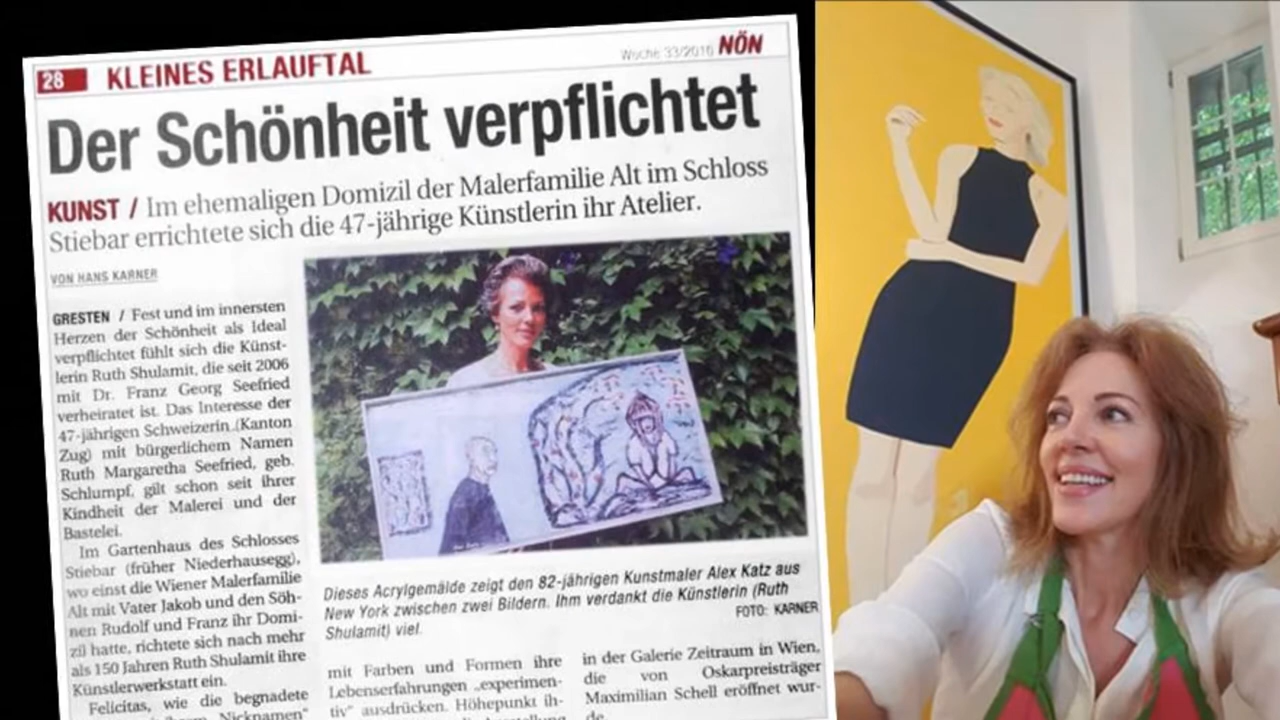 28 KLEINES ERLAUFTAL
Woche 33/2016 NÖN
Der Schönheit verpflichtet
KUNST / Im ehemaligen Domizil der Malerfamilie Alt im Schloss
Stiebar errichtete sich die 47-jährige Künstlerin ihr Atelier.
VON HANS KARNER
GRESTEN / Fest und im innersten
Herzen der Schönheit als Ideal
verpflichtet fühlt sich die Künst-
lerin Ruth Shulamit, die seit 2006
mit Dr. Franz Georg Seefried
verheiratet ist. Das Interesse der
47-jährigen Schweizerin (Kanton
Zug) mit bürgerlichem Namen
Ruth Margaretha Seefried, geb.
Schlumpf, gilt schon seit ihrer
Kindheit der Malerei und der
Bastelei.
Im Gartenhaus des Schlosses
Stiebar (früher Niederhausegg),
wo einst die Wiener Malerfamilie
Alt mit Vater Jakob und den Söh-
nen Rudolf und Franz ihr Domi-
zil hatte, richtete sich nach mehr
als 150 Jahren Ruth Shulamit ihre
Künstlerwerkstatt ein.
Felicitas, wie die begnadete
Nicknamen"
Dieses Acrylgemälde zeigt den 82-jährigen Kunstmaler Alex Katz aus
New York zwischen zwei Bildern. Ihm verdankt die Künstlerin (Ruth
Shulamit) viel.
FOTO: KARNER
mit Farben und Formen ihre
Lebenserfahrungen „experimen-
tiv" ausdrücken. Höhepunkt ih-
in der Galerie Zeitraum in Wien,
die von Oskarpreisträger
Maximilian Schell eröffnet wur-
de.